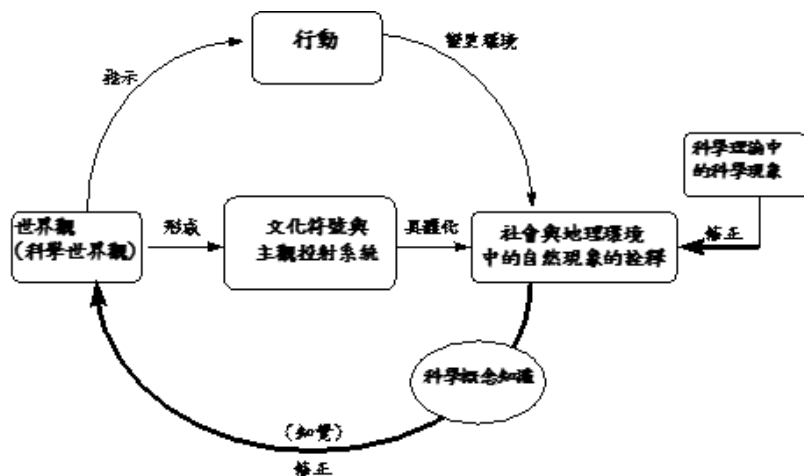 行動
變更環境
指示
科學理論中
的科學現象
世界觀
(科學世界觀)
形成
文化符號與
主觀投射系統
具體化
社會與地理環境
中的自然現象的詮釋
修正
科學概念知識
(知覺)
修正